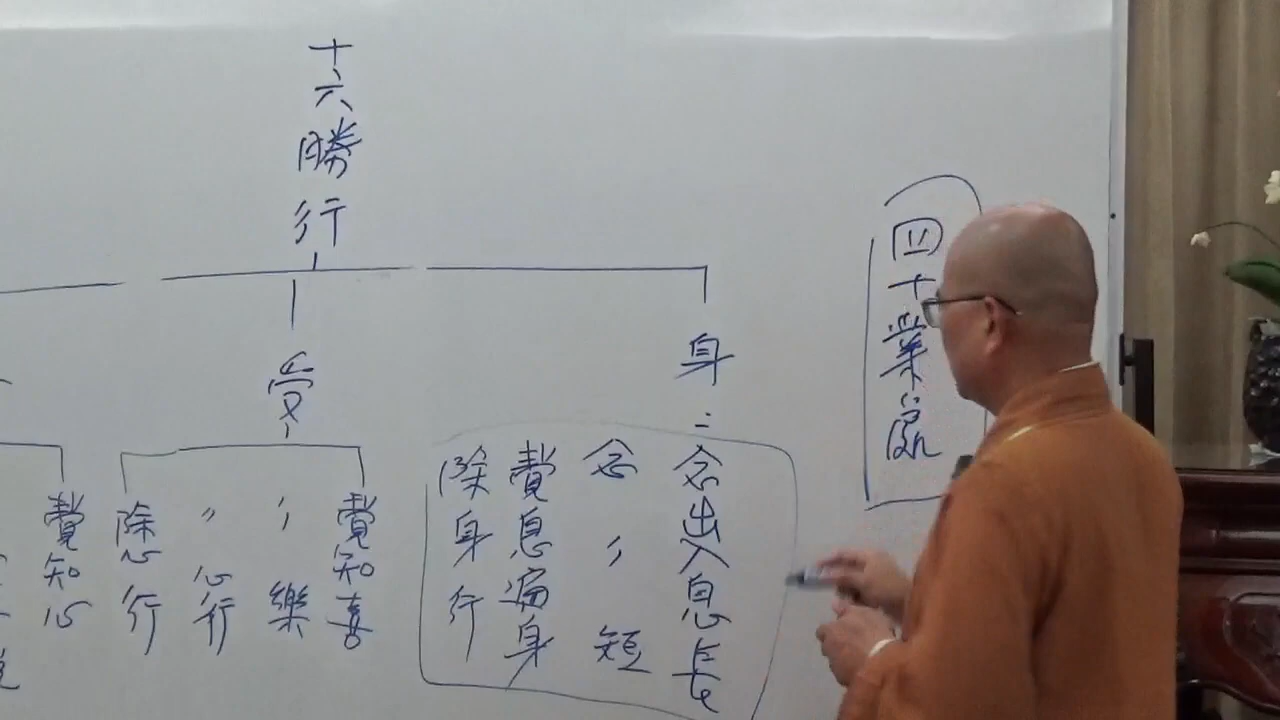 四十業處
十六勝行
身：
念出入息長
念〃短
覺息遍身
除身行
受
覺知喜
〃樂
〃心行
除心行
覺知心